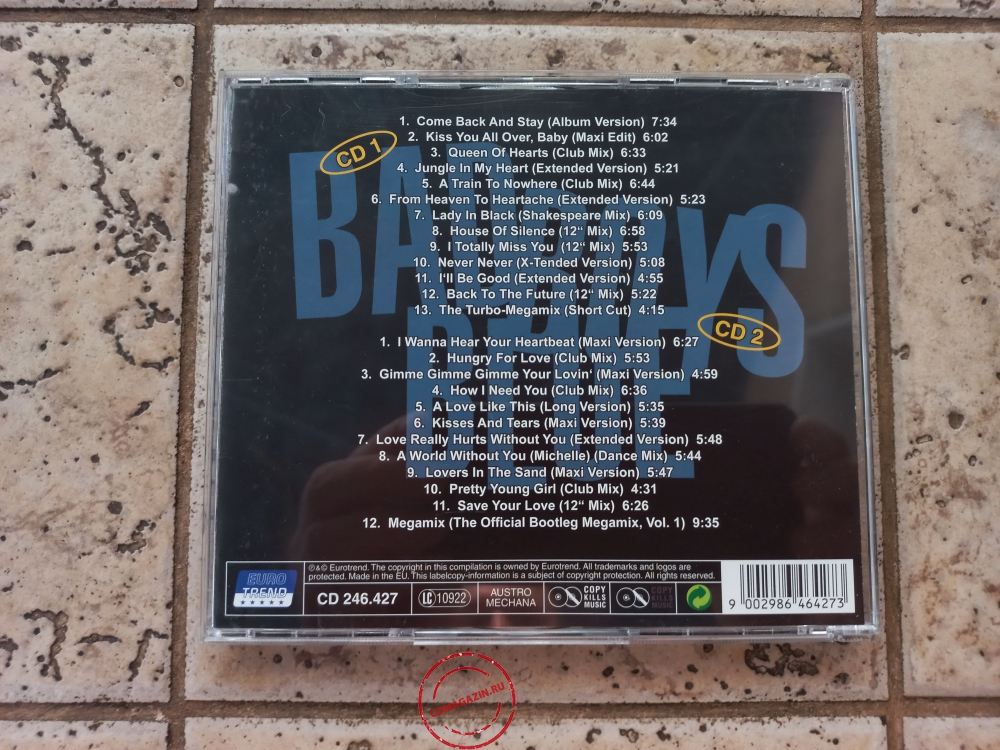 1. Come Back And Stay (Album Version) 7:34
CD 1
2. Kiss You All Over, Baby (Maxi Edit) 6:02
3. Queen Of Hearts (Club Mix) 6:33
4. Jungle In My Heart (Extended Version) 5:21
5. A Train To Nowhere (Club Mix) 6:44
6. From Heaven To Heartache (Extended Version) 5:23
7. Lady In Black (Shakespeare Mix) 6:09
8. House Of Silence (12“ Mix) 6:58
9. I Totally Miss You (12“ Mix) 5:53
10. Never Never (X-Tended Version) 5:08
11. I'll Be Good (Extended Version) 4:55
12. Back To The Future (12“ Mix) 5:22
13. The Turbo-Megamix (Short Cut) 4:15
BAD BOYS
BLUE
CD 2
1. I Wanna Hear Your Heartbeat (Maxi Version) 6:27
2. Hungry For Love (Club Mix) 5:53
3. Gimme Gimme Gimme Your Lovin‘ (Maxi Version) 4:59
4. How I Need You (Club Mix) 6:36
5. A Love Like This (Long Version) 5:35
6. Kisses And Tears (Maxi Version) 5:39
7. Love Really Hurts Without You (Extended Version) 5:48
8. A World Without You (Michelle) (Dance Mix) 5:44
9. Lovers In The Sand (Maxi Version) 5:47
10. Pretty Young Girl (Club Mix) 4:31
11. Save Your Love (12“ Mix) 6:26
12. Megamix (The Official Bootleg Megamix, Vol. 1) 9:35
EURO
TREND
℗&© Eurotrend. The copyright in this compilation is owned by Eurotrend. All trademarks and logos are
protected. Made in the EU. This labelcopy-information is a subject of copyright protection. All rights reserved.
CD 246.427
LC 10922
AUSTRO
MECHANA
COPY
KILLS
MUSIC
COPY
KILLS
MUSIC
9 002986 464273
CDMAGAZIN.RU